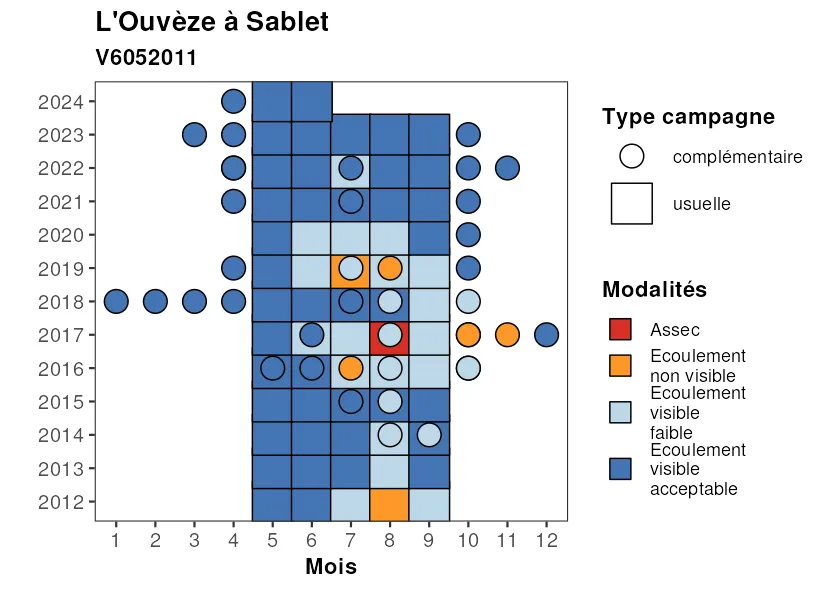 L'Ouvèze à Sablet
V6052011
2024
2023
2022
2021
2020
2019
2018
2017
2016
2015
2014
2013
2012
1 2 3 4 5 6 7 8 9 10 11 12
Mois
Type campagne
complémentaire
usuelle
Modalités
Assec
Ecoulement
non visible
Ecoulement
visible
faible
Ecoulement
visible
acceptable